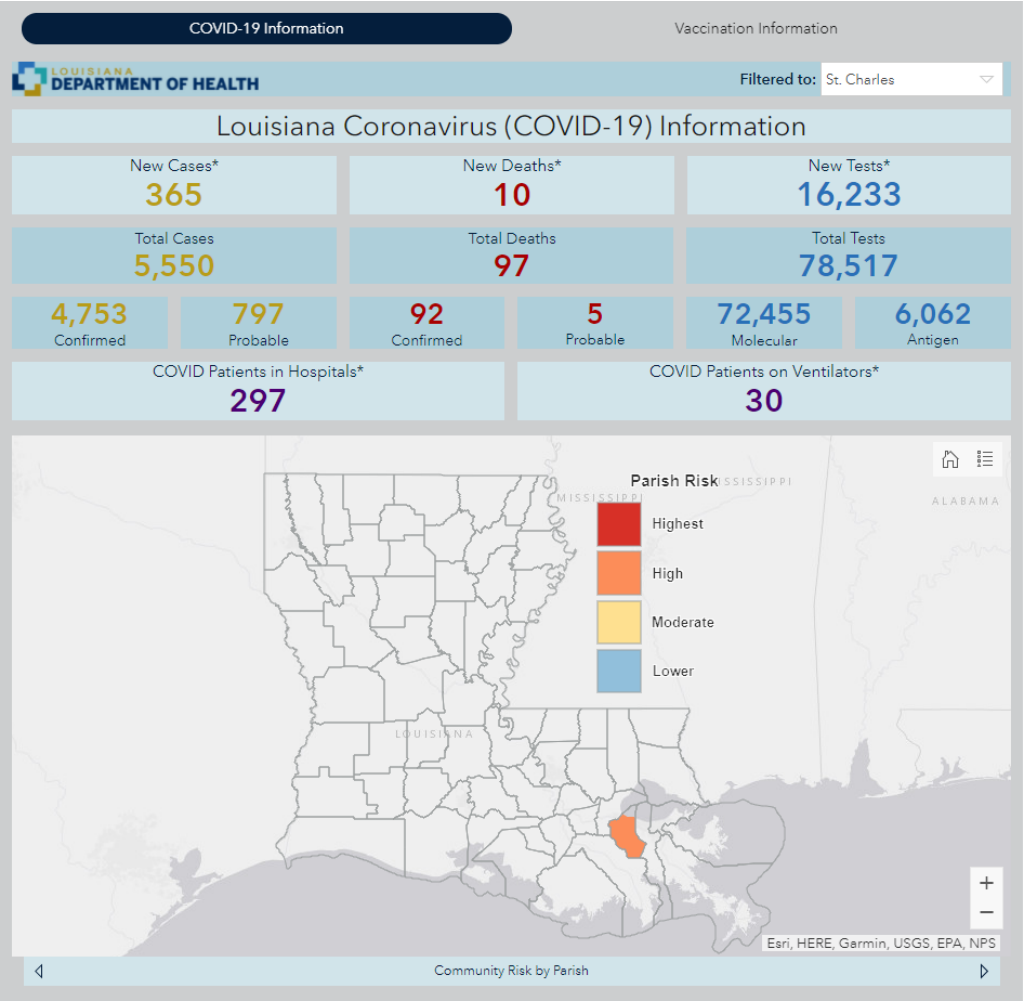 COVID-19 Information
Vaccination Information
LOUISIANA
DEPARTMENT OF HEALTH
Filtered to:
St. Charles
Louisiana Coronavirus (COVID-19) Information
New Cases*
365
New Deaths*
10
New Tests*
16,233
Total Cases
5,550
Total Deaths
97
Total Tests
78,517
4,753
Confirmed
797
Probable
92
Confirmed
5
Probable
72,455
Molecular
6,062
Antigen
COVID Patients in Hospitals*
297
COVID Patients on Ventilators*
30
Parish Risk
MISSISSIPPI
ISSISSIPPI
ALABAMA
Highest
High
Moderate
Lower
LOUISIANA
+
−
Esri, HERE, Garmin, USGS, EPA, NPS
Community Risk by Parish